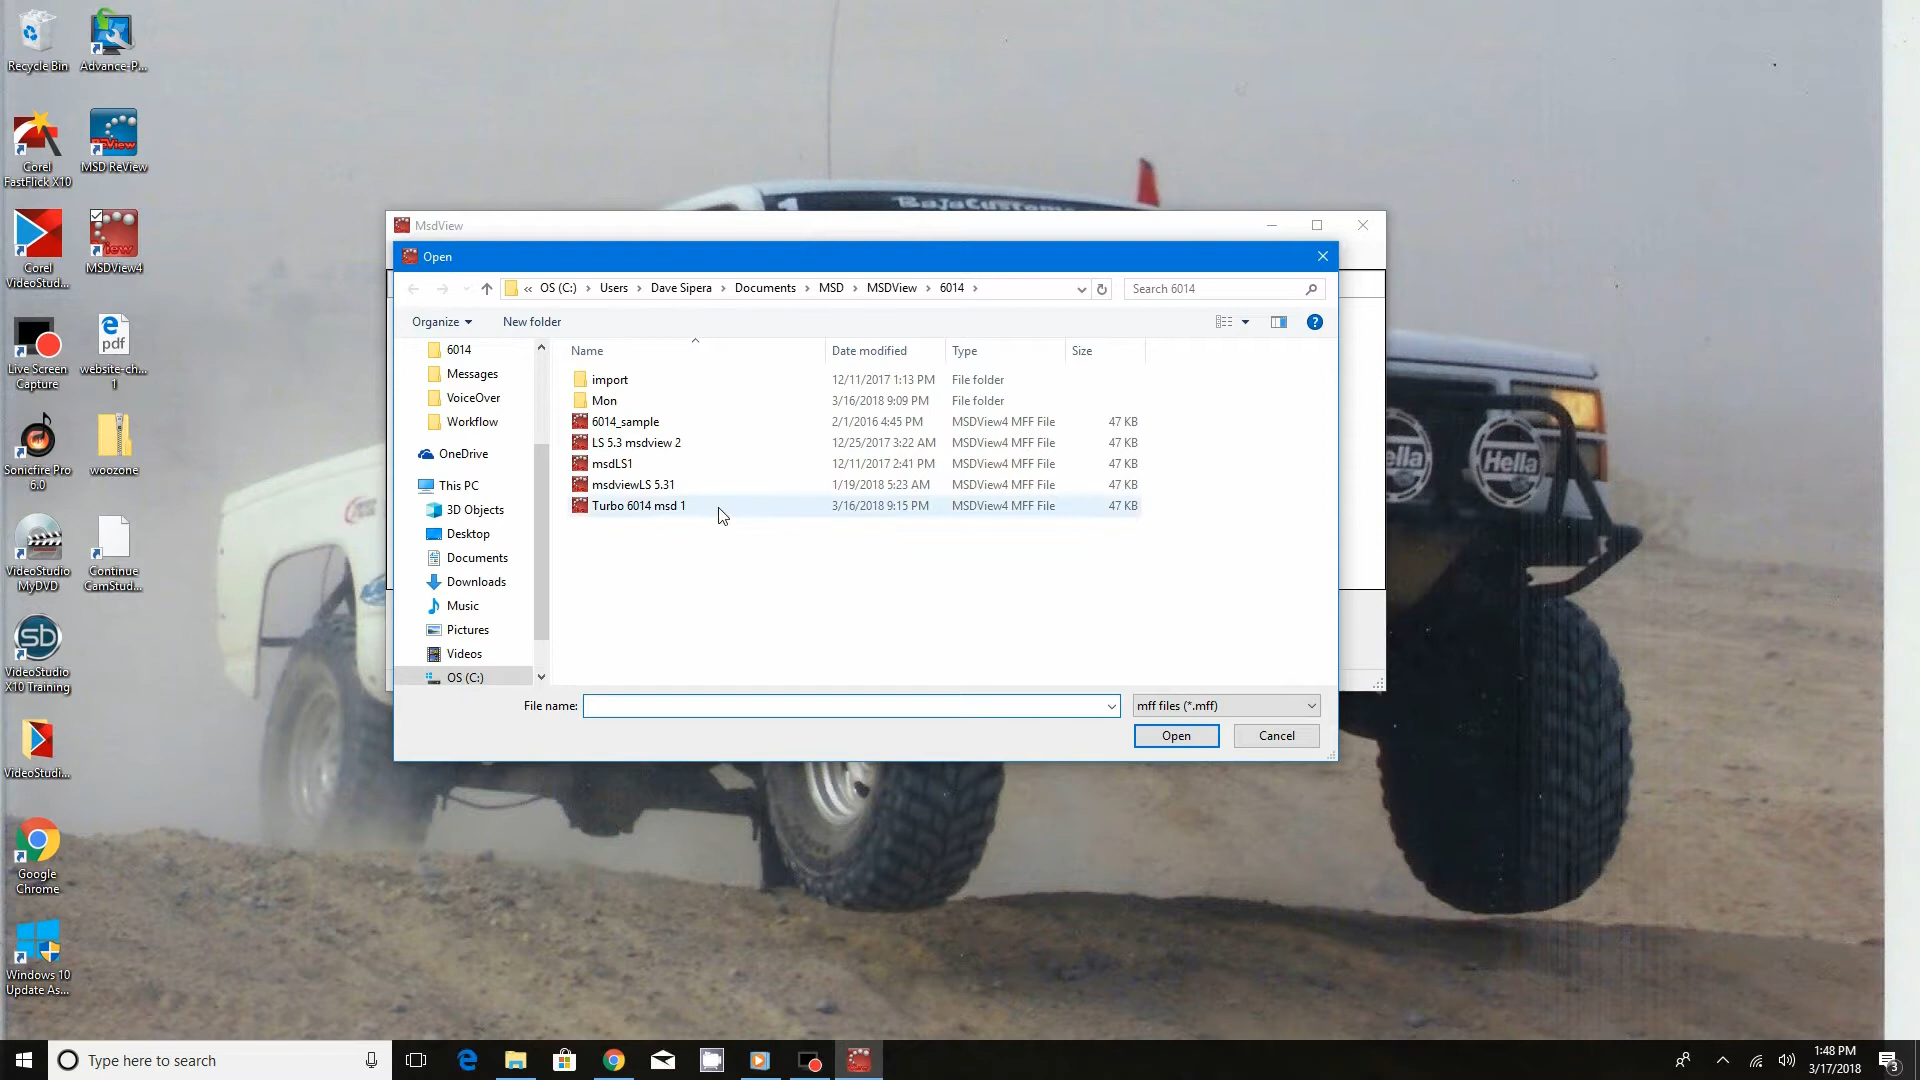 Recycle Bin
Advance-P...
Corel
FastFlick X10
ReView
MSD ReView
Corel
VideoStud...
View
MSDView4
Live Screen
Capture
pdf
website-ch...
1
Sonicfire Pro
6.0
woozone
VideoStudio
MyDVD
Continue
CamStud...
VideoStudio
X10 Training
VideoStudi...
Google
Chrome
Windows 10
Update As...
BajaCustoms
Hella
MsdView
Open
« OS (C:) › Users › Dave Sipera › Documents › MSD › MSDView › 6014 ›
Search 6014
Organize
New folder
6014
Messages
VoiceOver
Workflow
OneDrive
This PC
3D Objects
Desktop
Documents
Downloads
Music
Pictures
Videos
OS (C:)
Name Date modified Type Size
import 12/11/2017 1:13 PM File folder
Mon 3/16/2018 9:09 PM File folder
6014_sample 2/1/2016 4:45 PM MSDView4 MFF File 47 KB
LS 5.3 msdview 2 12/25/2017 3:22 AM MSDView4 MFF File 47 KB
msdLS1 12/11/2017 2:41 PM MSDView4 MFF File 47 KB
msdviewLS 5.31 1/19/2018 5:23 AM MSDView4 MFF File 47 KB
Turbo 6014 msd 1 3/16/2018 9:15 PM MSDView4 MFF File 47 KB
File name:
mff files (*.mff)
Open
Cancel
Type here to search
1:48 PM
3/17/2018
3